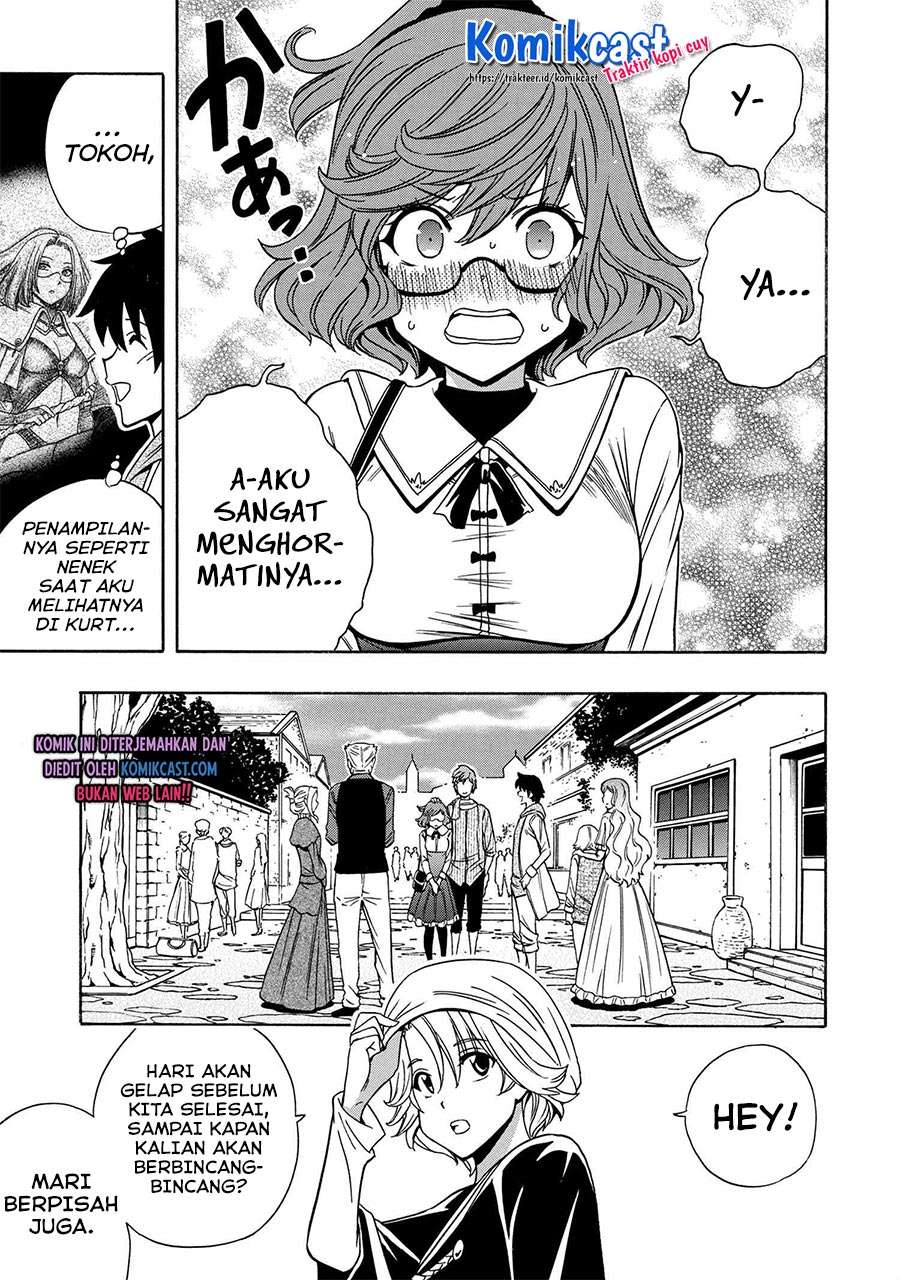 Komikcast
https://trakteer.id/komikcast
Traktir kopi cuy
Y-
YA...
かあっ...
A-AKU
SANGAT
MENGHOR-
MATINYA...
...
TOKOH,
PENAMPILAN-
NYA SEPERTI
NENEK
SAAT AKU
MELIHATNYA
DI KURT...
KOMIK INI DITERJEMAHKAN DAN
DIEDIT OLEH KOMIKCAST.COM
BUKAN WEB LAIN!!
HEY!
HARI AKAN
GELAP SEBELUM
KITA SELESAI,
SAMPAI KAPAN
KALIAN AKAN
BERBINCANG-
BINCANG?
MARI
BERPISAH
JUGA.